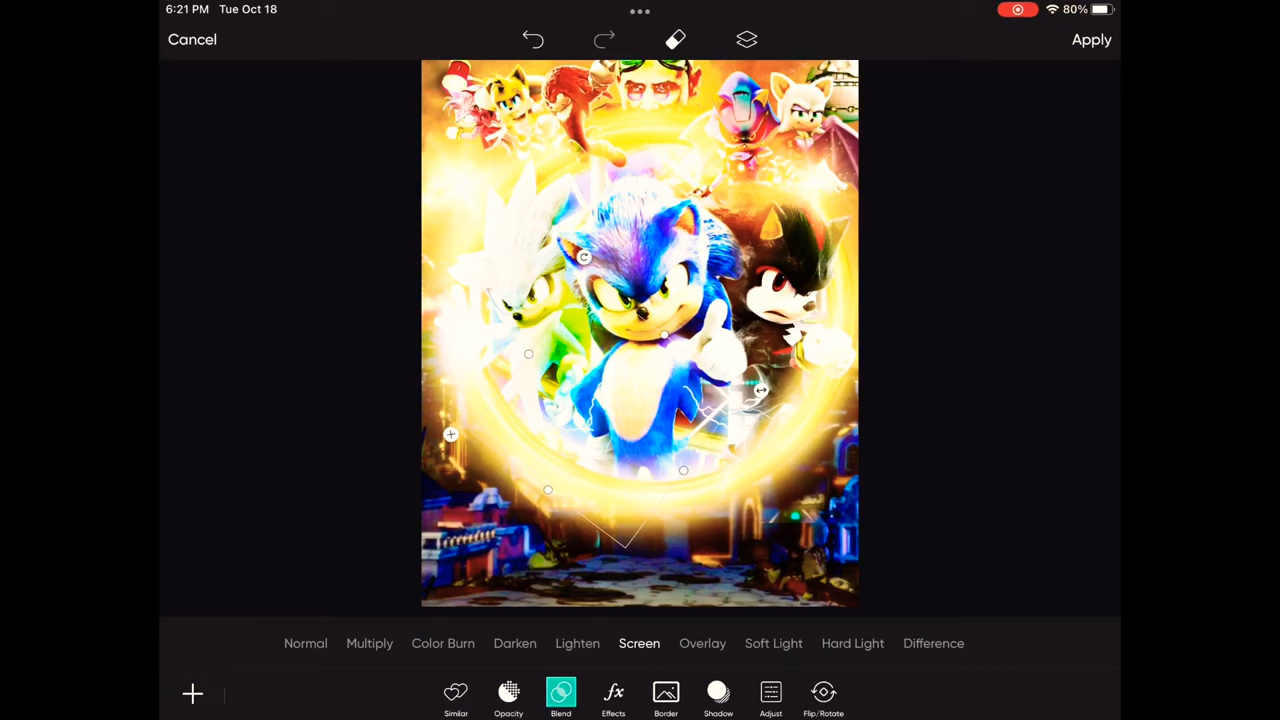 6:21 PM Tue Oct 18
80%
Cancel
Apply
Normal Multiply Color Burn Darken Lighten Screen Overlay Soft Light Hard Light Difference
Similar Opacity Blend Effects Border Shadow Adjust Flip/Rotate